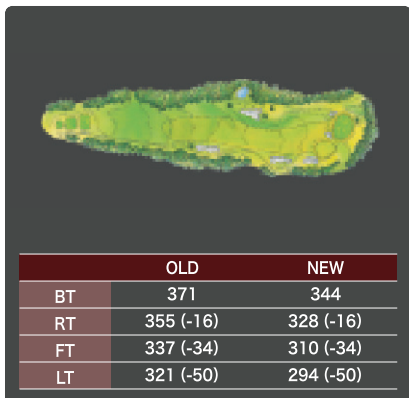 OLD NEW
BT 371 344
RT 355 (-16) 328 (-16)
FT 337 (-34) 310 (-34)
LT 321 (-50) 294 (-50)